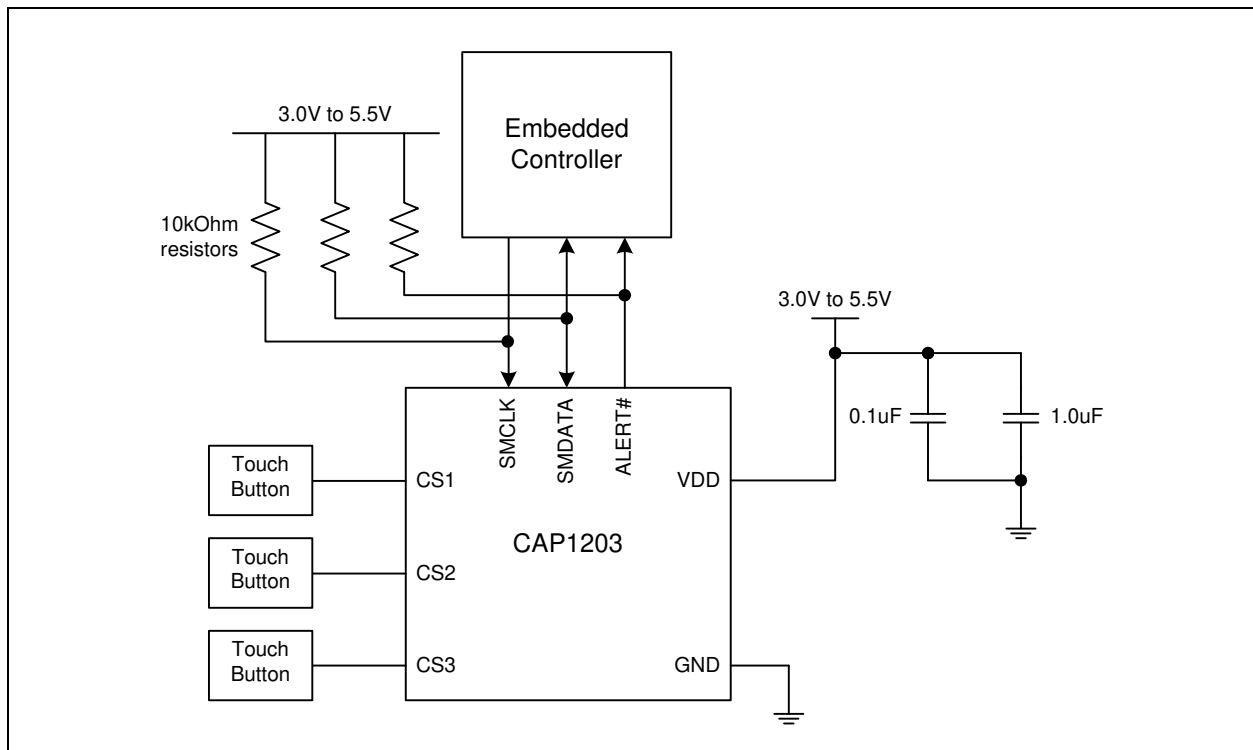 3.0V to 5.5V
Embedded
Controller
10kOhm
resistors
3.0V to 5.5V
0.1uF
1.0uF
SMCLK
SMDATA
ALERT#
Touch
Button
CS1
VDD
CAP1203
Touch
Button
CS2
Touch
Button
CS3
GND